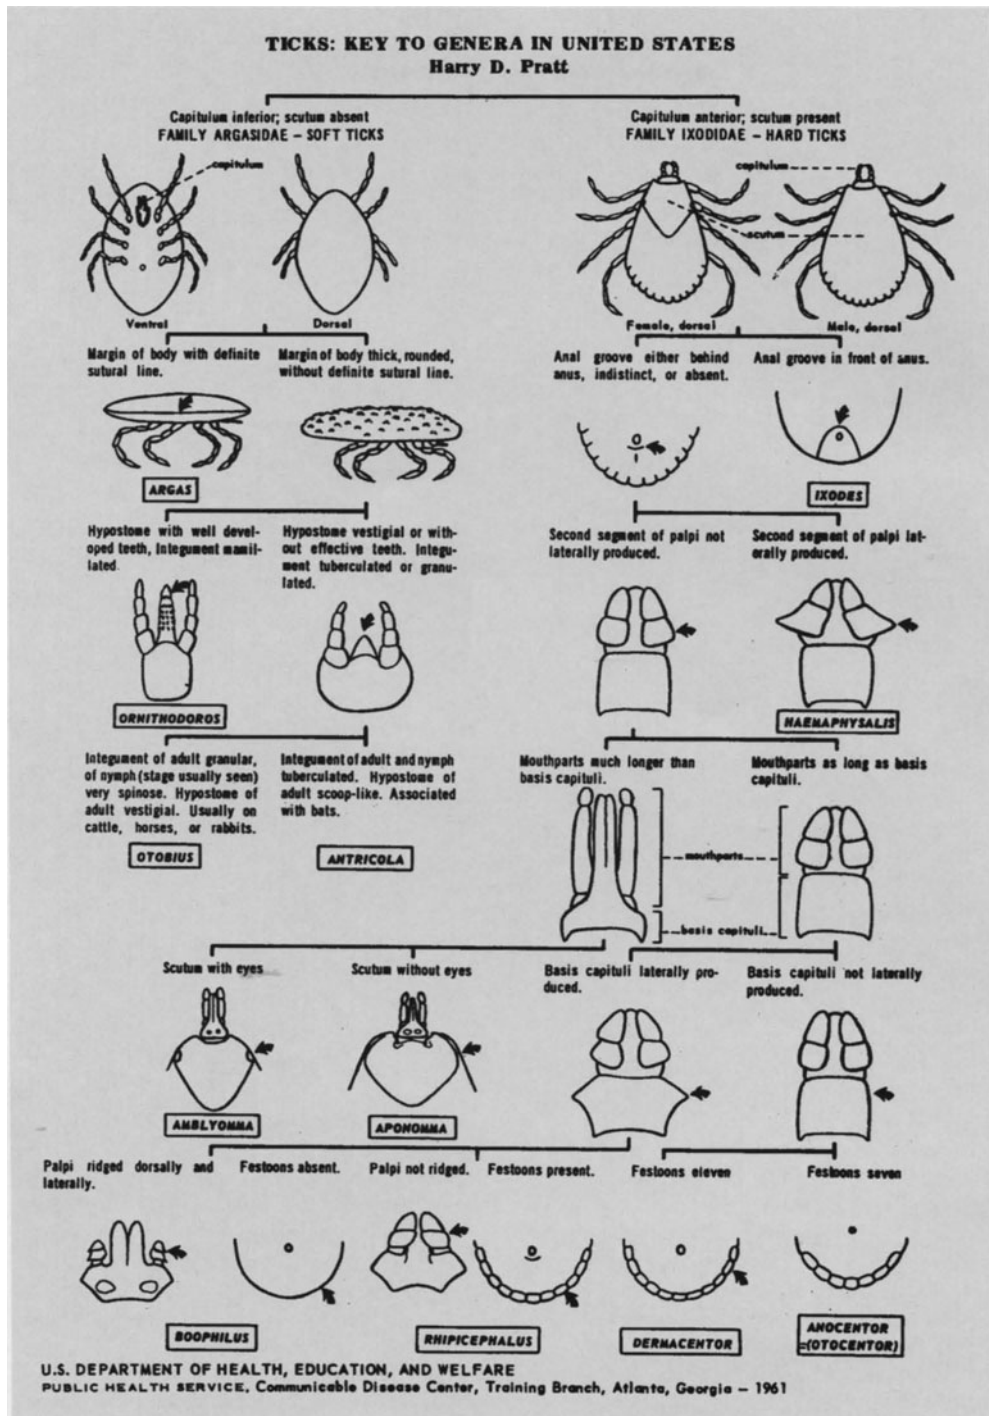 TICKS: KEY TO GENERA IN UNITED STATES
Harry D. Pratt
Capitulum inferior; scutum absent
FAMILY ARGASIDAE – SOFT TICKS
Capitulum anterior; scutum present
FAMILY IXODIDAE – HARD TICKS
capitulum
capitulum
scutum
Ventral
Dorsal
Female, dorsal
Male, dorsal
Margin of body with definite
sutural line.
Margin of body thick, rounded,
without definite sutural line.
Anal groove either behind
anus, indistinct, or absent.
Anal groove in front of anus.
ARGAS
IXODES
Hypostome with well devel-
oped teeth, Integument mamil-
lated.
Hypostome vestigial or with-
out effective teeth. Integu-
ment tuberculated or granu-
lated.
Second segment of palpi not
laterally produced.
Second segment of palpi lat-
erally produced.
ORNITHODOROS
HAEMAPHYSALIS
Integument of adult granular,
of nymph (stage usually seen)
very spinose. Hypostome of
adult vestigial. Usually on
cattle, horses, or rabbits.
Integument of adult and nymph
tuberculated. Hypostome of
adult scoop-like. Associated
with bats.
Mouthparts much longer than
basis capituli.
Mouthparts as long as basis
capituli.
OTOBIUS
ANTRICOLA
mouthparts
basis capituli
Scutum with eyes
Scutum without eyes
Basis capituli laterally pro-
duced.
Basis capituli not laterally
produced.
AMBLYOMMA
APONOMMA
Palpi ridged dorsally and
laterally.
Festoons absent.
Palpi not ridged.
Festoons present.
Festoons eleven
Festoons seven
BOOPHILUS
RHIPICEPHALUS
DERMACENTOR
ANOCENTOR
=(OTOCENTOR)
U.S. DEPARTMENT OF HEALTH, EDUCATION, AND WELFARE
PUBLIC HEALTH SERVICE, Communicable Disease Center, Training Branch, Atlanta, Georgia – 1961